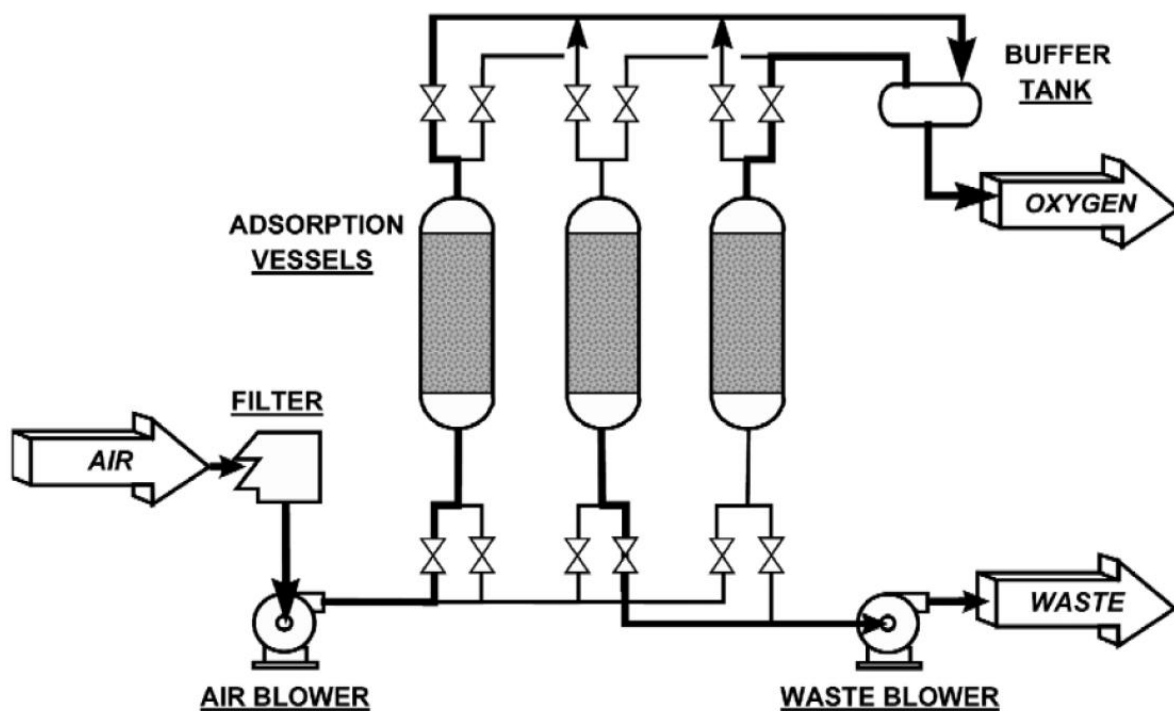 BUFFER
TANK
OXYGEN
ADSORPTION
VESSELS
FILTER
AIR
WASTE
AIR BLOWER
WASTE BLOWER